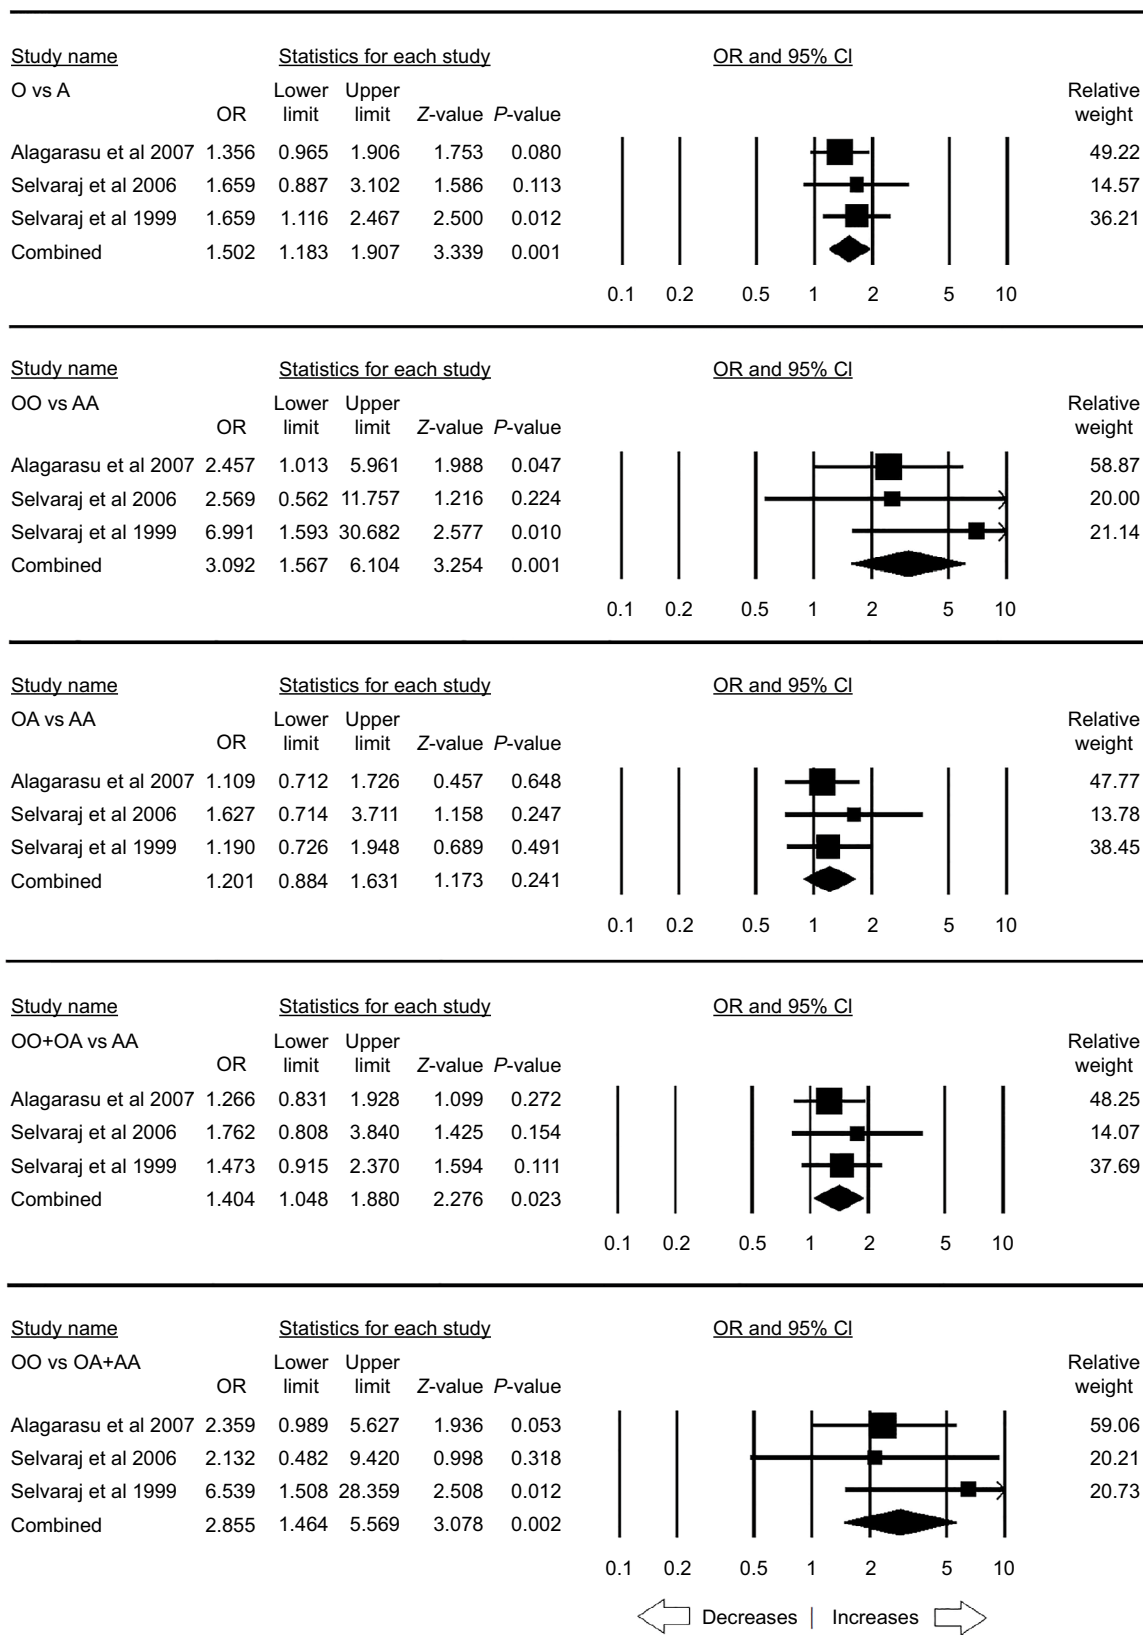 Study name Statistics for each study OR and 95% CI
O vs A Lower Upper Relative
OR limit limit Z-value P-value weight
Alagarasu et al 2007 1.356 0.965 1.906 1.753 0.080 49.22
Selvaraj et al 2006 1.659 0.887 3.102 1.586 0.113 14.57
Selvaraj et al 1999 1.659 1.116 2.467 2.500 0.012 36.21
Combined 1.502 1.183 1.907 3.339 0.001
0.1 0.2 0.5 1 2 5 10
Study name Statistics for each study OR and 95% CI
OO vs AA Lower Upper Relative
OR limit limit Z-value P-value weight
Alagarasu et al 2007 2.457 1.013 5.961 1.988 0.047 58.87
Selvaraj et al 2006 2.569 0.562 11.757 1.216 0.224 20.00
Selvaraj et al 1999 6.991 1.593 30.682 2.577 0.010 21.14
Combined 3.092 1.567 6.104 3.254 0.001
0.1 0.2 0.5 1 2 5 10
Study name Statistics for each study OR and 95% CI
OA vs AA Lower Upper Relative
OR limit limit Z-value P-value weight
Alagarasu et al 2007 1.109 0.712 1.726 0.457 0.648 47.77
Selvaraj et al 2006 1.627 0.714 3.711 1.158 0.247 13.78
Selvaraj et al 1999 1.190 0.726 1.948 0.689 0.491 38.45
Combined 1.201 0.884 1.631 1.173 0.241
0.1 0.2 0.5 1 2 5 10
Study name Statistics for each study OR and 95% CI
OO+OA vs AA Lower Upper Relative
OR limit limit Z-value P-value weight
Alagarasu et al 2007 1.266 0.831 1.928 1.099 0.272 48.25
Selvaraj et al 2006 1.762 0.808 3.840 1.425 0.154 14.07
Selvaraj et al 1999 1.473 0.915 2.370 1.594 0.111 37.69
Combined 1.404 1.048 1.880 2.276 0.023
0.1 0.2 0.5 1 2 5 10
Study name Statistics for each study OR and 95% CI
OO vs OA+AA Lower Upper Relative
OR limit limit Z-value P-value weight
Alagarasu et al 2007 2.359 0.989 5.627 1.936 0.053 59.06
Selvaraj et al 2006 2.132 0.482 9.420 0.998 0.318 20.21
Selvaraj et al 1999 6.539 1.508 28.359 2.508 0.012 20.73
Combined 2.855 1.464 5.569 3.078 0.002
0.1 0.2 0.5 1 2 5 10
Decreases | Increases